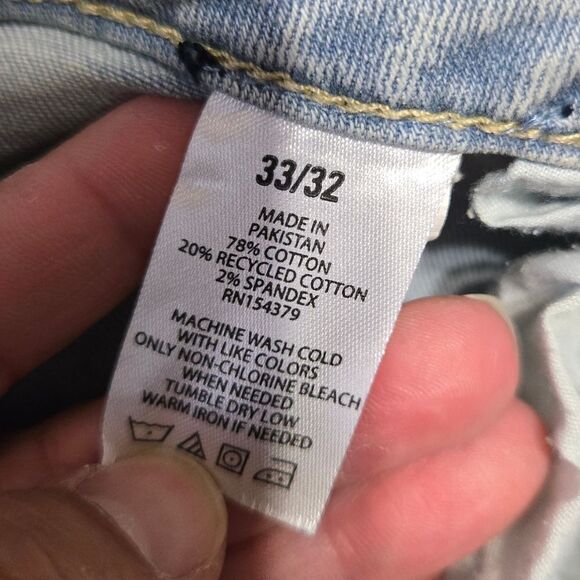 33/32
MADE IN
PAKISTAN
78% COTTON
20% RECYCLED COTTON
2% SPANDEX
RN154379
MACHINE WASH COLD
WITH LIKE COLORS
ONLY NON-CHLORINE BLEACH
WHEN NEEDED
TUMBLE DRY LOW
WARM IRON IF NEEDED